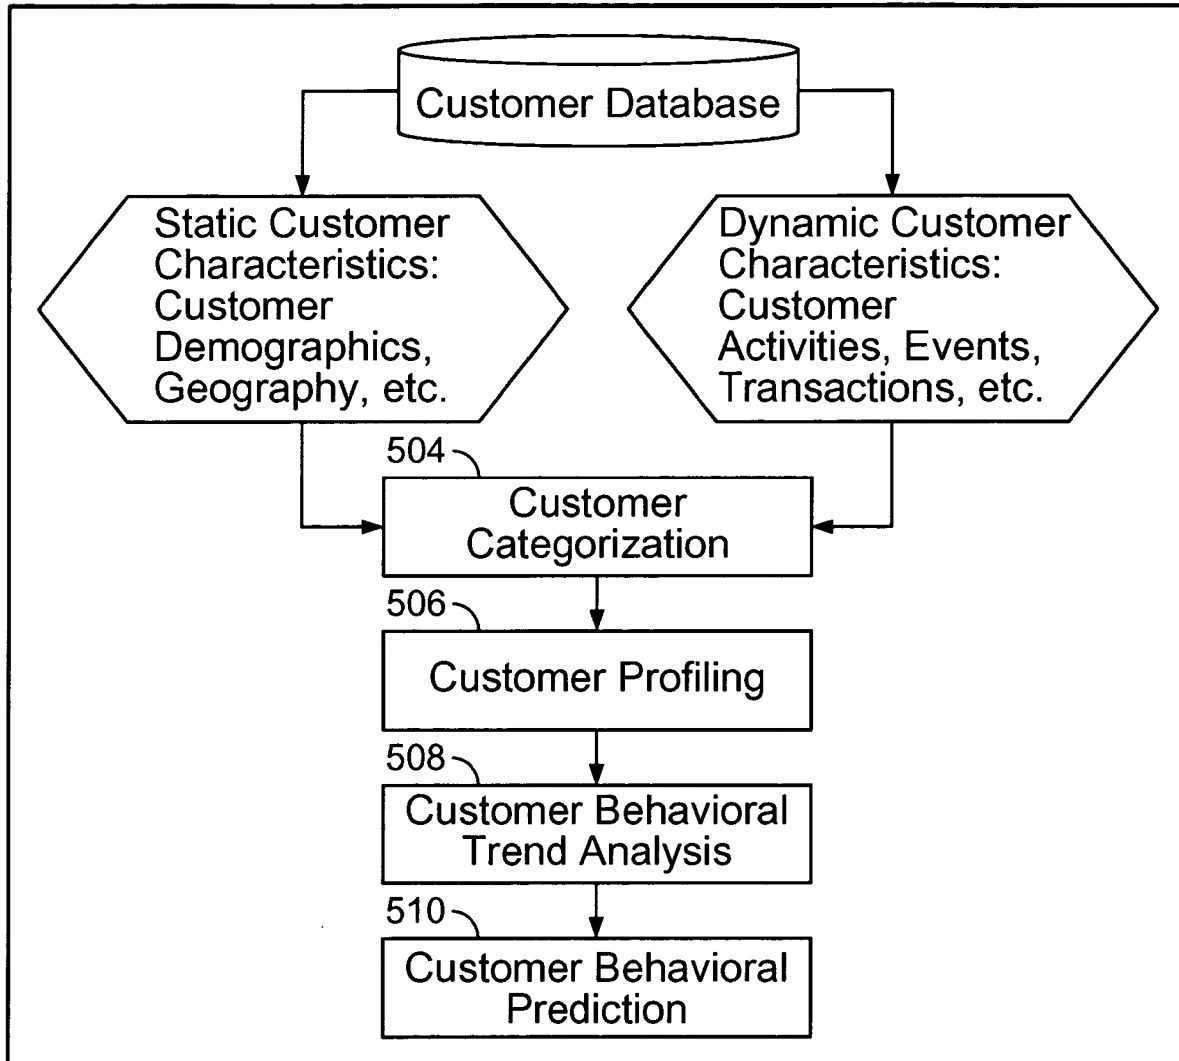 Customer Database
Static Customer
Characteristics:
Customer
Demographics,
Geography, etc.
Dynamic Customer
Characteristics:
Customer
Activities, Events,
Transactions, etc.
504
Customer
Categorization
506
Customer Profiling
508
Customer Behavioral
Trend Analysis
510
Customer Behavioral
Prediction